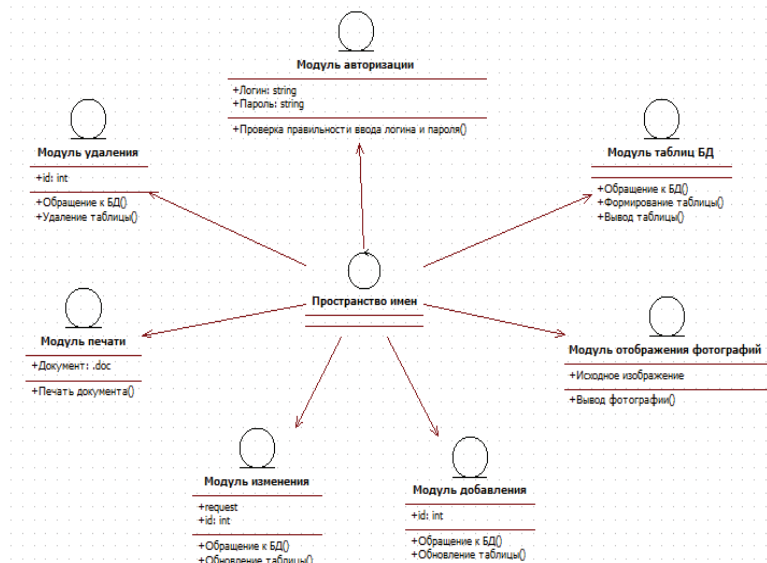 Модуль авторизации
+Логин: string
+Пароль: string
+Проверка правильности ввода логина и пароля()
Модуль удаления
+id: int
+Обращение к БД()
+Удаление таблицы()
Модуль таблиц БД
+Обращение к БД()
+Формирование таблицы()
+Вывод таблицы()
Пространство имен
Модуль печати
+Документ: .doc
+Печать документа()
Модуль отображения фотографий
+Исходное изображение
+Вывод фотографии()
Модуль изменения
+request
+id: int
+Обращение к БД()
+Обновление таблицы()
Модуль добавления
+id: int
+Обращение к БД()
+Обновление таблицы()